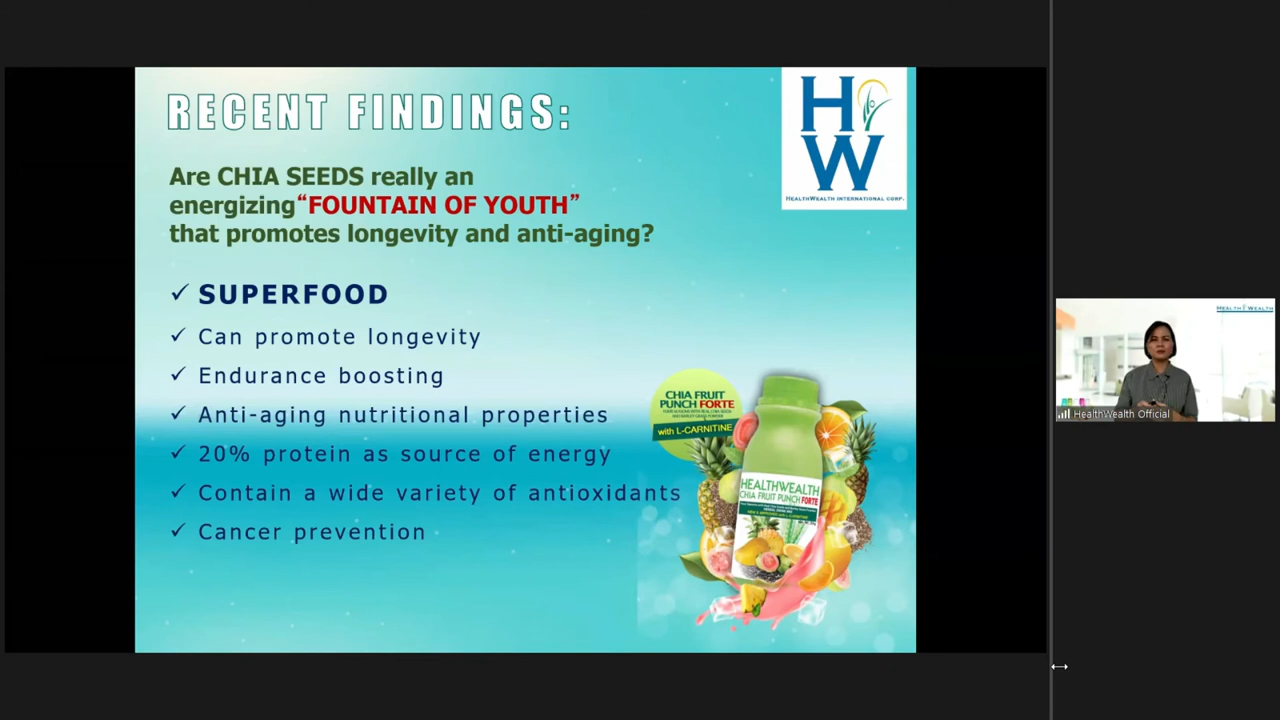 RECENT FINDINGS:
Are CHIA SEEDS really an
energizing“FOUNTAIN OF YOUTH”
that promotes longevity and anti-aging?
✓ SUPERFOOD
✓ Can promote longevity
✓ Endurance boosting
✓ Anti-aging nutritional properties
✓ 20% protein as source of energy
✓ Contain a wide variety of antioxidants
✓ Cancer prevention
H
W
HEALTHWEALTH INTERNATIONAL CORP.
CHIA FRUIT
PUNCH FORTE
with L-CARNITINE
HEALTHWEALTH
CHIA FRUIT PUNCH FORTE
HEALTH WEALTH
HealthWealth Official